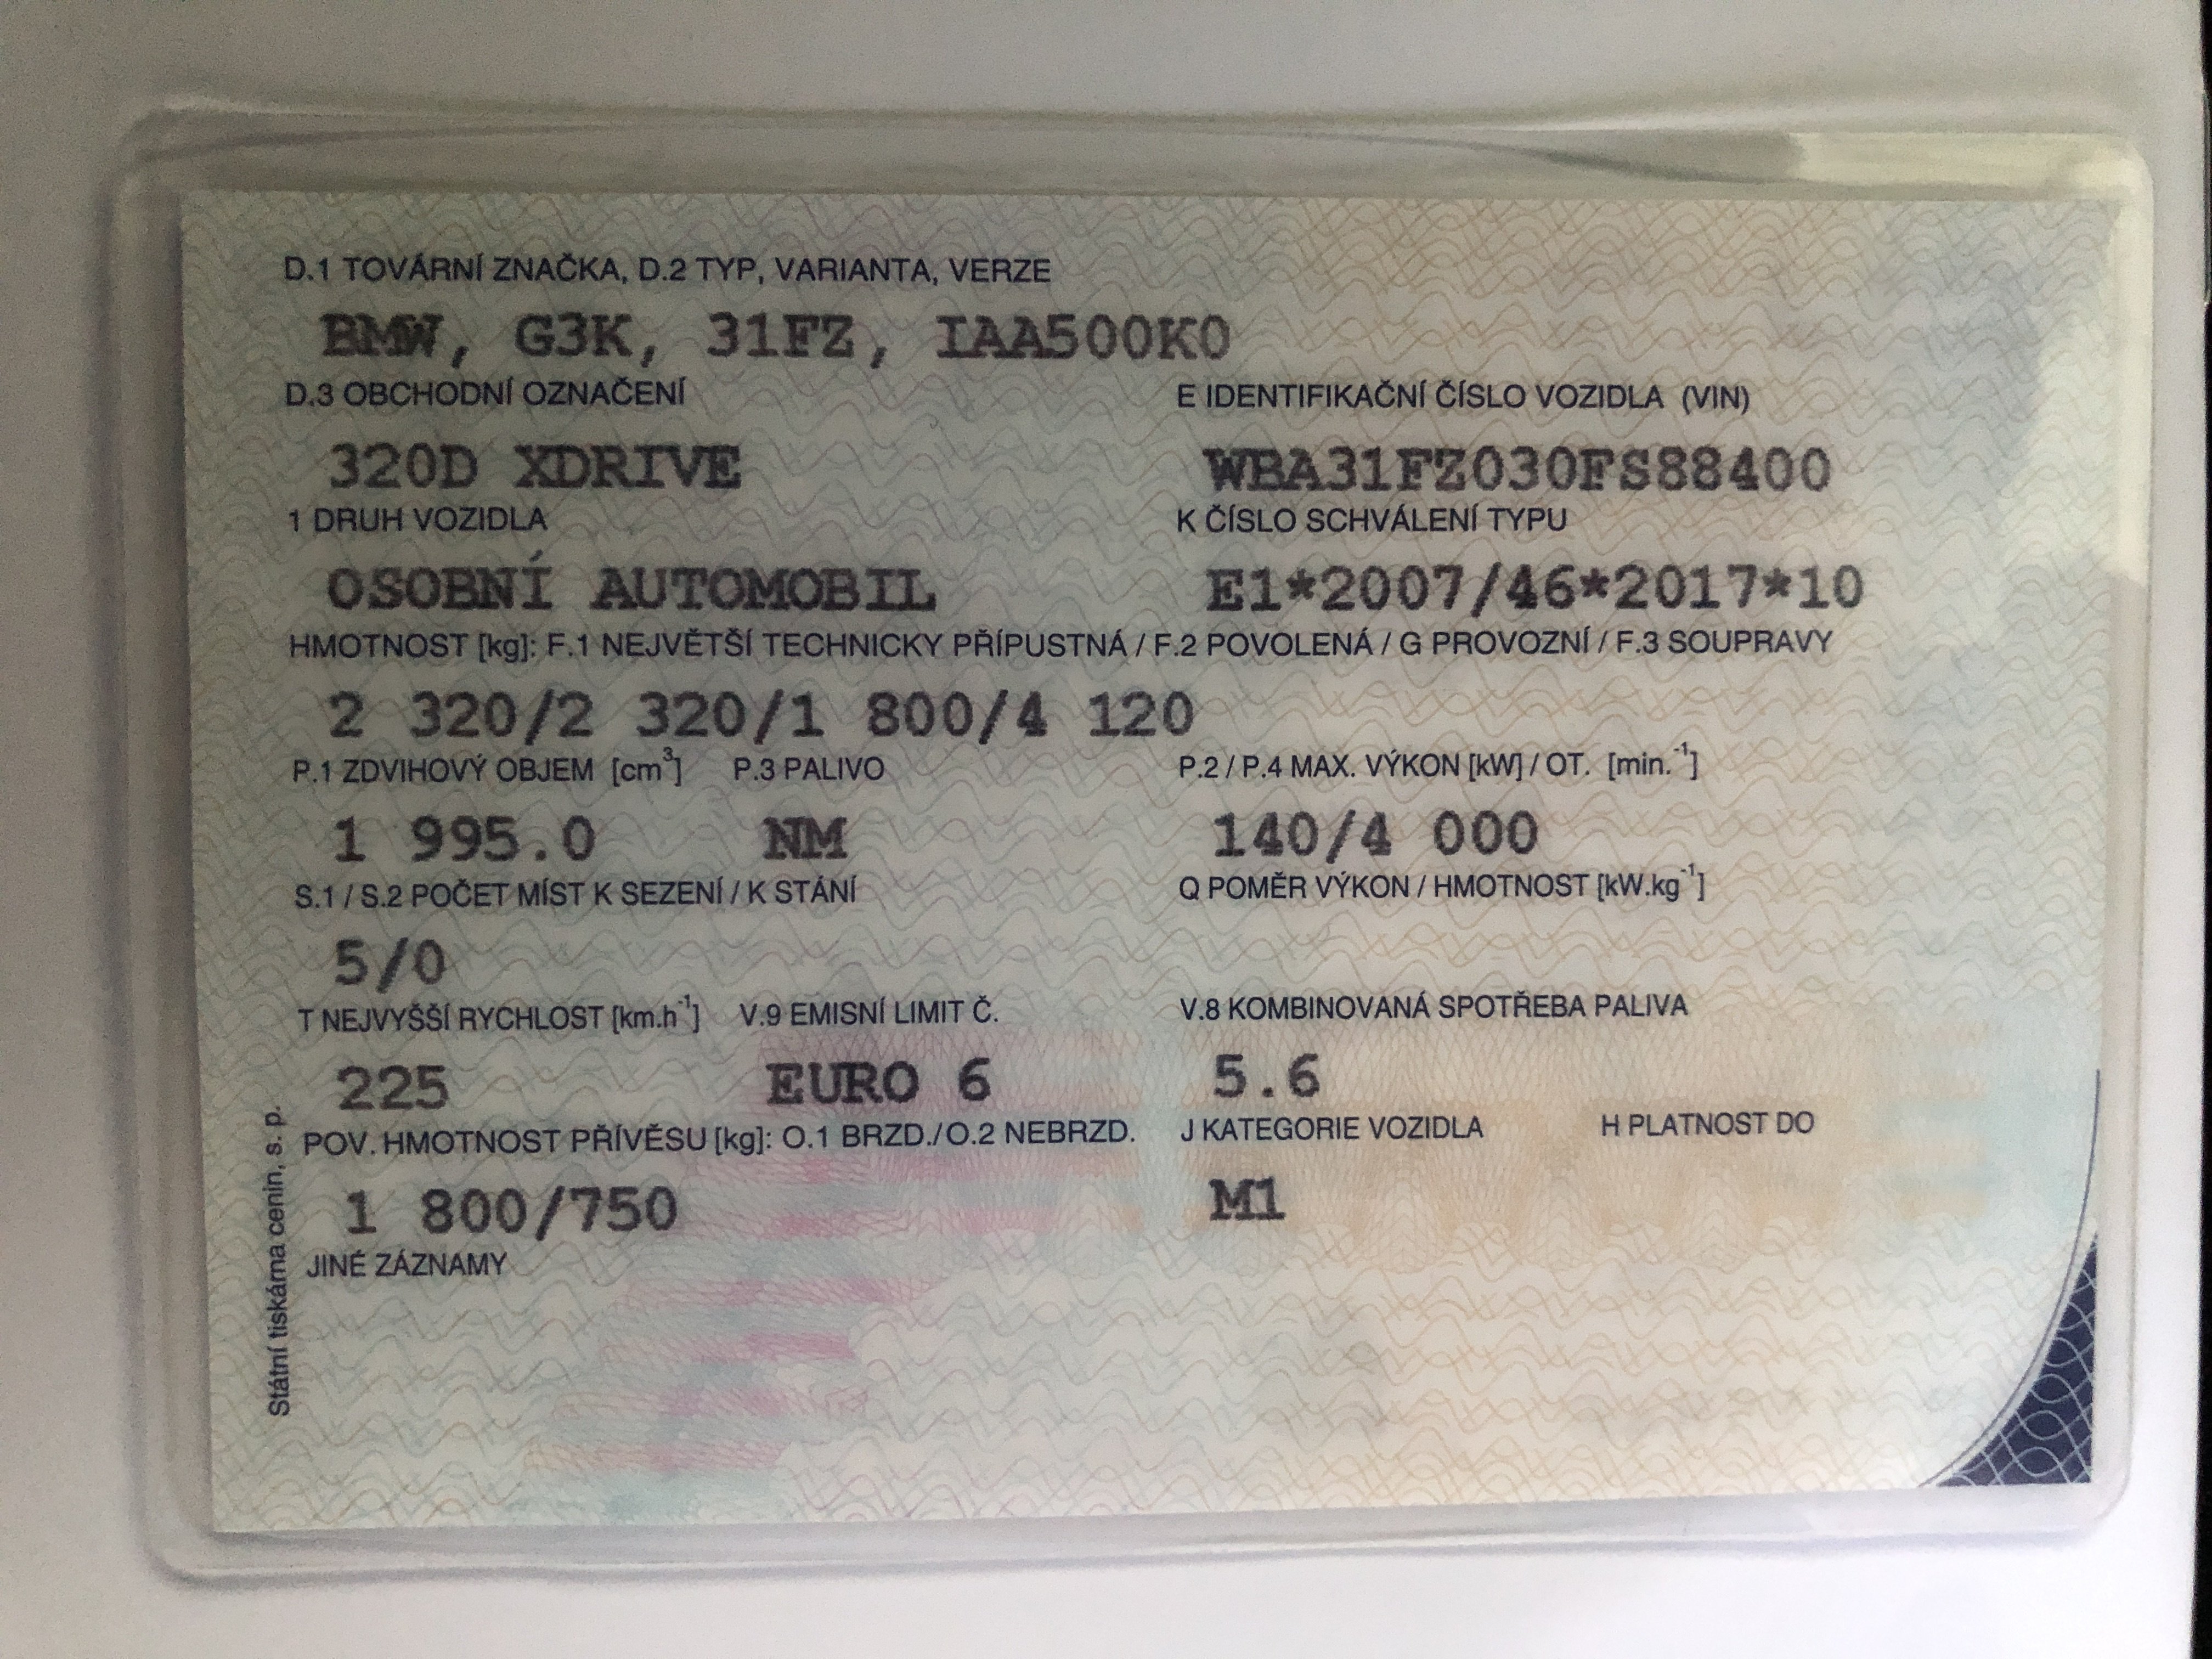 D.1 TOVÁRNÍ ZNAČKA, D.2 TYP, VARIANTA, VERZE
BMW, G3K, 31FZ, IAA500K0
D.3 OBCHODNÍ OZNAČENÍ E IDENTIFIKAČNÍ ČÍSLO VOZIDLA (VIN)
320D XDRIVE WBA31FZ030FS88400
1 DRUH VOZIDLA K ČÍSLO SCHVÁLENÍ TYPU
OSOBNÍ AUTOMOBIL E1*2007/46*2017*10
HMOTNOST [kg]: F.1 NEJVĚTŠÍ TECHNICKY PŘÍPUSTNÁ / F.2 POVOLENÁ / G PROVOZNÍ / F.3 SOUPRAVY
2 320/2 320/1 800/4 120
P.1 ZDVIHOVÝ OBJEM [cm³] P.3 PALIVO P.2 / P.4 MAX. VÝKON [kW] / OT. [min.⁻¹]
1 995.0 NM 140/4 000
S.1 / S.2 POČET MÍST K SEZENÍ / K STÁNÍ Q POMĚR VÝKON / HMOTNOST [kW.kg⁻¹]
5/0
T NEJVYŠŠÍ RYCHLOST [km.h⁻¹] V.9 EMISNÍ LIMIT Č. V.8 KOMBINOVANÁ SPOTŘEBA PALIVA
225 EURO 6 5.6
POV. HMOTNOST PŘÍVĚSU [kg]: O.1 BRZD./O.2 NEBRZD. J KATEGORIE VOZIDLA H PLATNOST DO
1 800/750 M1
JINÉ ZÁZNAMY
Státní tiskárna cenin, s. p.